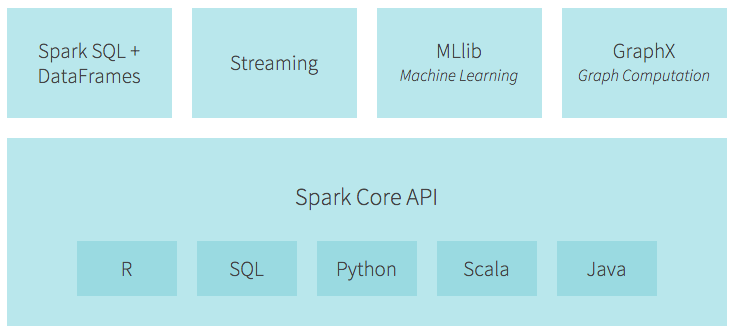 Spark SQL +
DataFrames
Streaming
MLlib
Machine Learning
GraphX
Graph Computation
Spark Core API
R
SQL
Python
Scala
Java